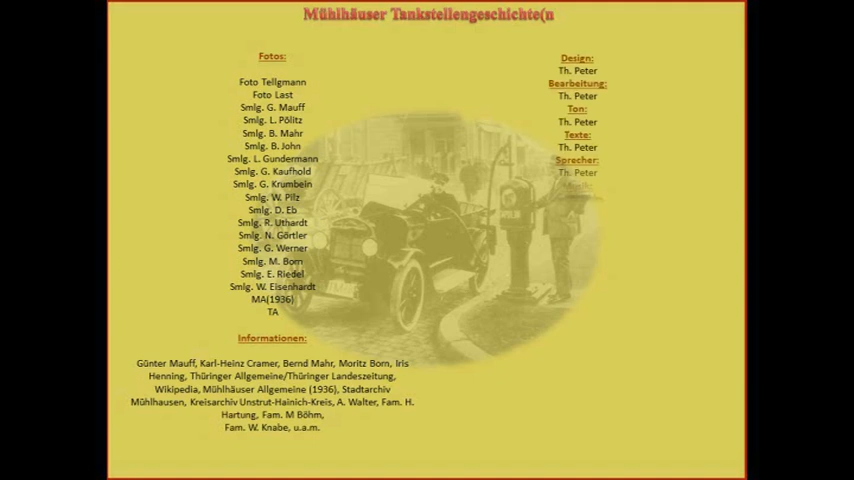 Mühlhäuser Tankstellengeschichte(n
Fotos:
Foto Tellgmann
Foto Last
Smlg. G. Mauff
Smlg. L. Pölitz
Smlg. B. Mahr
Smlg. B. John
Smlg. L. Gundermann
Smlg. G. Kaufhold
Smlg. G. Krumbein
Smlg. W. Pilz
Smlg. D. Eb
Smlg. R. Uthardt
Smlg. N. Görtler
Smlg. G. Werner
Smlg. M. Born
Smlg. E. Riedel
Smlg. W. Eisenhardt
MA(1936)
TA
Informationen:
Günter Mauff, Karl-Heinz Cramer, Bernd Mahr, Moritz Born, Iris
Henning, Thüringer Allgemeine/Thüringer Landeszeitung,
Wikipedia, Mühlhäuser Allgemeine (1936), Stadtarchiv
Mühlhausen, Kreisarchiv Unstrut-Hainich-Kreis, A. Walter, Fam. H.
Hartung, Fam. M Böhm,
Fam. W. Knabe, u.a.m.
Design:
Th. Peter
Bearbeitung:
Th. Peter
Ton:
Th. Peter
Texte:
Th. Peter
Sprecher:
Th. Peter
Musik: